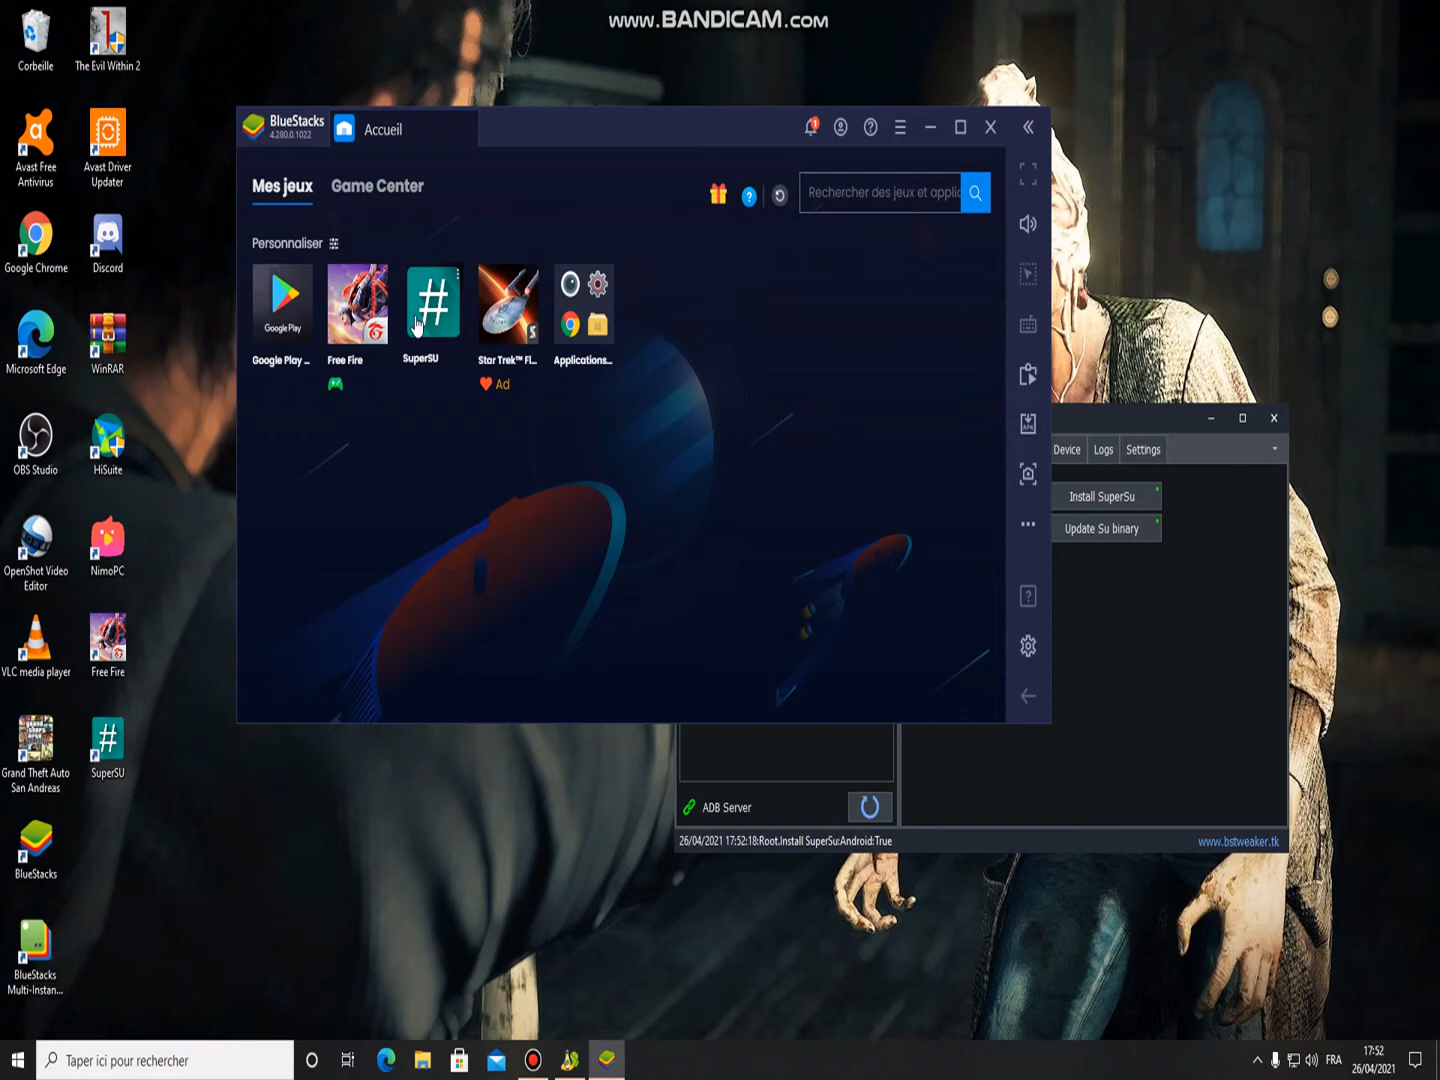 www.BANDICAM.com
Corbeille
The Evil Within 2
Avast Free
Antivirus
Avast Driver
Updater
Google Chrome
Discord
Microsoft Edge
WinRAR
OBS Studio
HiSuite
OpenShot Video
Editor
NimoPC
VLC media player
Free Fire
Grand Theft Auto
San Andreas
SuperSU
BlueStacks
BlueStacks
Multi-Instan...
BlueStacks
4.280.0.1022
Accueil
1
Mes jeux
Game Center
Rechercher des jeux et applic
Personnaliser
Google Play
Google Play ...
Free Fire
SuperSU
Star Trek™ Fl...
Applications...
Ad
APK
Device
Logs
Settings
Install SuperSu
Update Su binary
ADB Server
26/04/2021 17:52:18:Root.Install SuperSu:Android:True
www.bstweaker.tk
Taper ici pour rechercher
FRA
17:52
26/04/2021